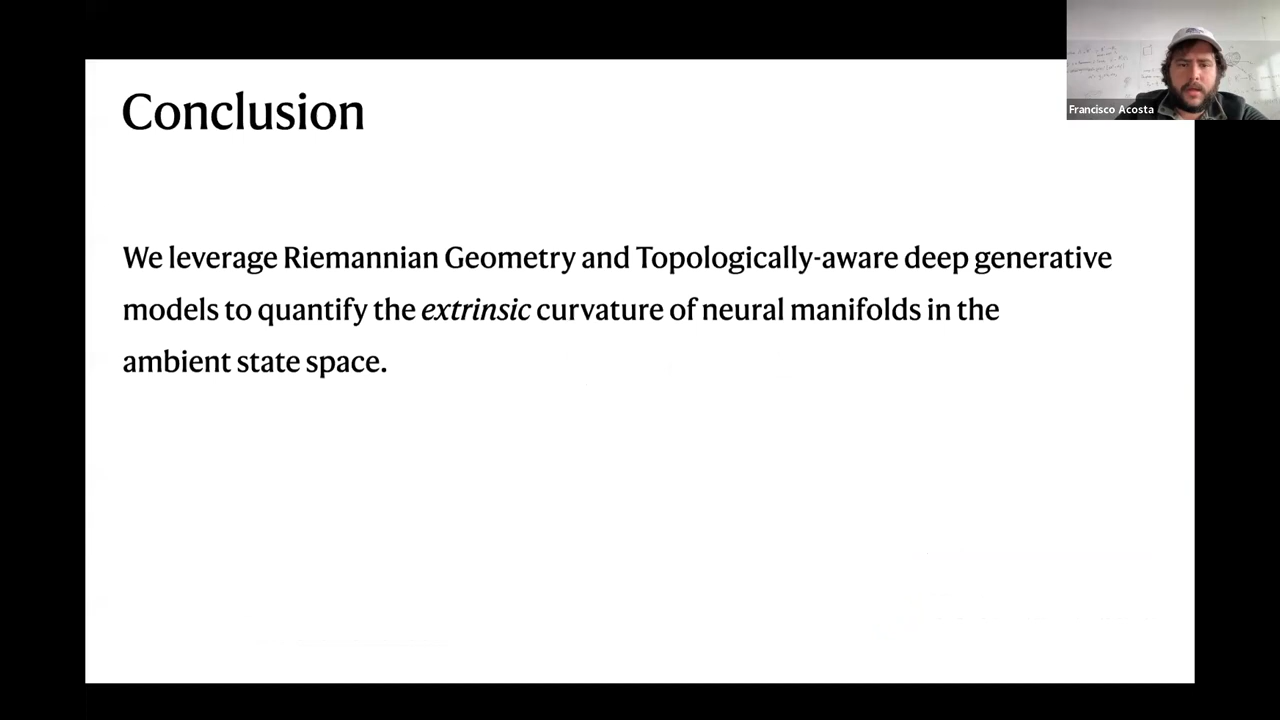 Conclusion
We leverage Riemannian Geometry and Topologically-aware deep generative
models to quantify the extrinsic curvature of neural manifolds in the
ambient state space.
Francisco Acosta